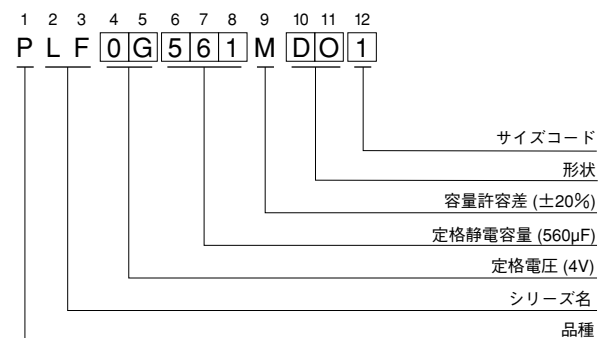 1 2 3 4 5 6 7 8 9 10 11 12
P L F 0 G 5 6 1 M D O 1
サイズコード
形状
容量許容差 (±20%)
定格静電容量 (560µF)
定格電圧 (4V)
シリーズ名
品種